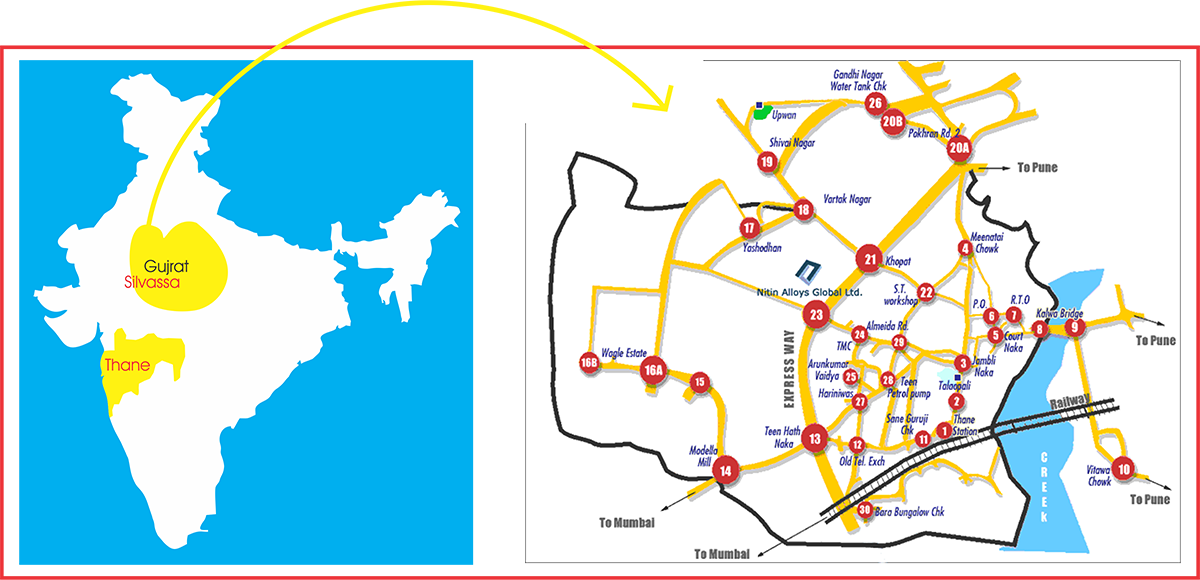 Gujrat
Silvassa
Thane
Gandhi Nagar
Water Tank Chk
26
20B
Pokhran Rd. 2
20A
Upwan
Shivai Nagar
19
To Pune
18
Vartak Nagar
17
Yashodhan
Meenatai
Chowk
4
21
Khopat
Nitin Alloys Global Ltd.
S.T.
workshop
22
P.O.
R.T.O
6
7
Kalwa Bridge
23
24
Almeida Rd.
TMC
29
5
Court
Naka
8
9
To Pune
Wagle Estate
16B
16A
15
EXPRESS WAY
Arunkumar
Vaidya
25
Hariniwas
28
Teen
Petrol pump
3
Jambli
Naka
Talaopali
2
27
Railway
Sane Guruji
Chk
Thane
Station
1
11
Teen Hath
Naka
13
12
Old Tel. Exch
Modella
Mill
14
CREEK
Vitawa
Chowk
10
To Pune
To Mumbai
30
Bara Bungalow Chk
To Mumbai